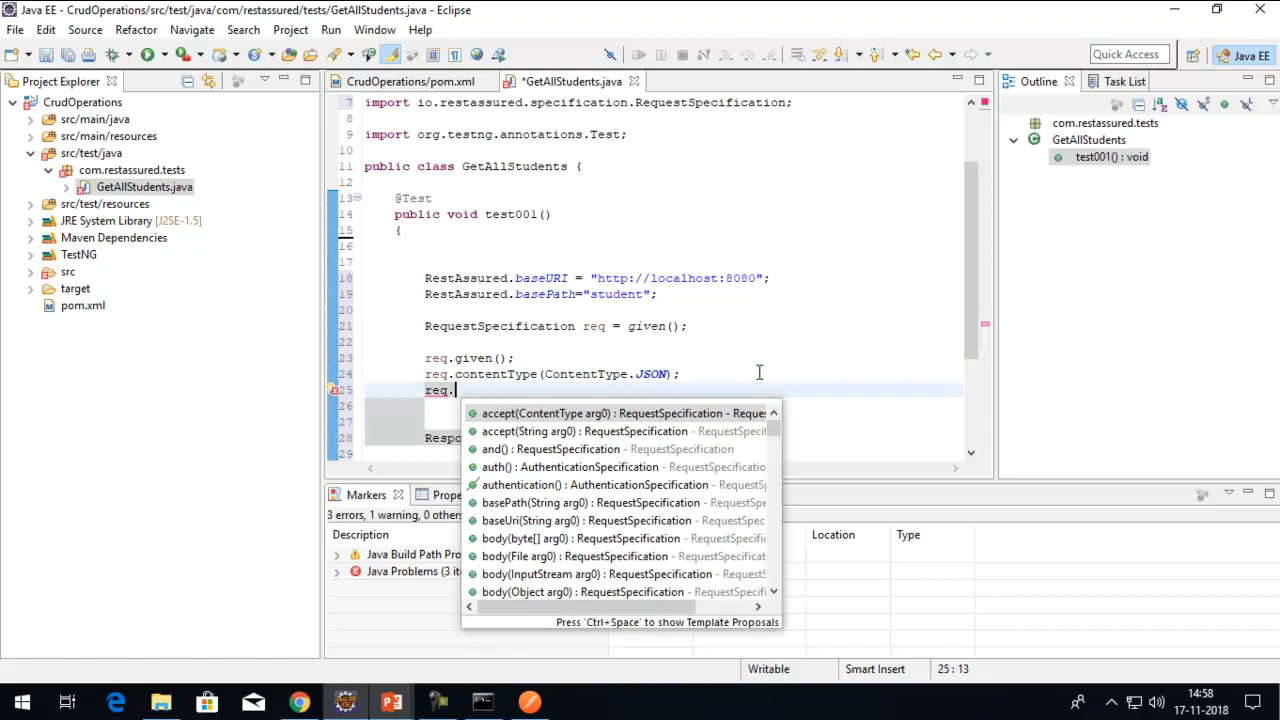 Java EE - CrudOperations/src/test/java/com/restassured/tests/GetAllStudents.java - Eclipse
File Edit Source Refactor Navigate Search Project Run Window Help
Quick Access
Java EE
Project Explorer
CrudOperations/pom.xml
*GetAllStudents.java
Outline
Task List
CrudOperations
src/main/java
src/main/resources
src/test/java
com.restassured.tests
GetAllStudents.java
src/test/resources
JRE System Library [J2SE-1.5]
Maven Dependencies
TestNG
src
target
pom.xml
7 import io.restassured.specification.RequestSpecification;
8
9 import org.testng.annotations.Test;
10
11 public class GetAllStudents {
12
13 @Test
14 public void test001()
15 {
16
17
18 RestAssured.baseURI = "http://localhost:8080";
19 RestAssured.basePath="student";
20
21 RequestSpecification req = given();
22
23 req.given();
24 req.contentType(ContentType.JSON);
25 req.
26
27
28 Respo
29
accept(ContentType arg0) : RequestSpecification - Reques
accept(String arg0) : RequestSpecification - RequestSpecif
and() : RequestSpecification - RequestSpecification
auth() : AuthenticationSpecification - RequestSpecificatio
authentication() : AuthenticationSpecification - RequestSp
basePath(String arg0) : RequestSpecification - RequestSpe
baseUri(String arg0) : RequestSpecification - RequestSpec
body(byte[] arg0) : RequestSpecification - RequestSpecific
body(File arg0) : RequestSpecification - RequestSpecificat
body(InputStream arg0) : RequestSpecification - RequestS
body(Object arg0) : RequestSpecification - RequestSpecifi
Press 'Ctrl+Space' to show Template Proposals
com.restassured.tests
GetAllStudents
test001() : void
Markers
Prope
3 errors, 1 warning, 0 others
Description
Location
Type
Java Build Path Pro
Java Problems (3 ite
Writable
Smart Insert
25 : 13
14:58
17-11-2018